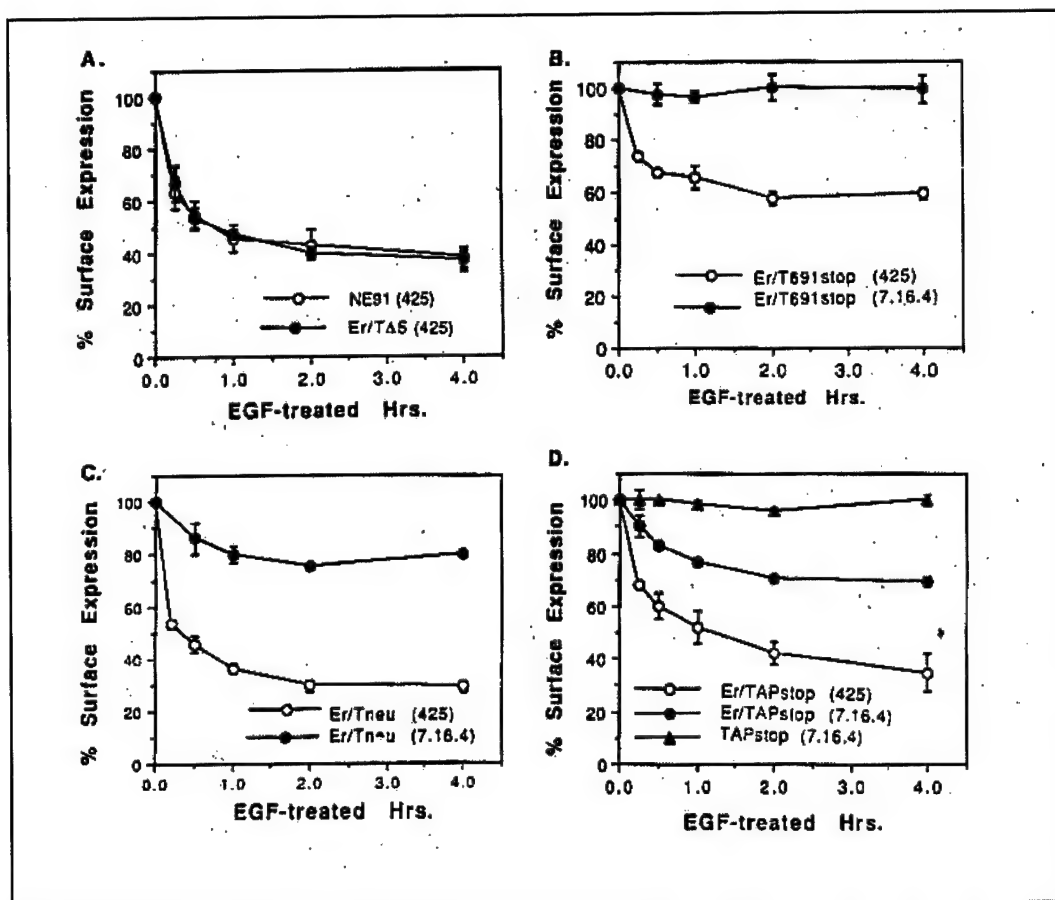 A.
% Surface Expression
100
80
60
40
20
0
NE91 (425)
Er/TΔ5 (425)
0.0 1.0 2.0 3.0 4.0
EGF-treated Hrs.
B.
% Surface Expression
100
80
60
40
20
0
Er/T691stop (425)
Er/T691stop (7.16.4)
0.0 1.0 2.0 3.0 4.0
EGF-treated Hrs.
C.
% Surface Expression
100
80
60
40
20
0
Er/Tneu (425)
Er/Tneu (7.16.4)
0.0 1.0 2.0 3.0 4.0
EGF-treated Hrs.
D.
% Surface Expression
100
80
60
40
20
0
Er/TAPstop (425)
Er/TAPstop (7.16.4)
TAPstop (7.16.4)
0.0 1.0 2.0 3.0 4.0
EGF-treated Hrs.